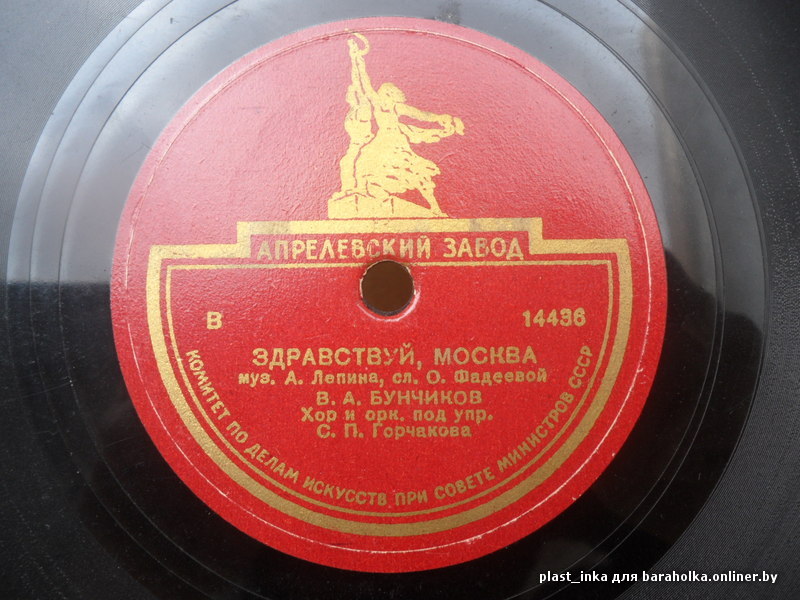 АПРЕЛЕВСКИЙ ЗАВОД
В 14436
ЗДРАВСТВУЙ, МОСКВА
муз. А. Лепина, сл. О. Фадеевой
В. А. БУНЧИКОВ
Хор и орк. под упр.
С. П. Горчакова
КОМИТЕТ ПО ДЕЛАМ ИСКУССТВ ПРИ СОВЕТЕ МИНИСТРОВ СССР
plast_inka для baraholka.onliner.by